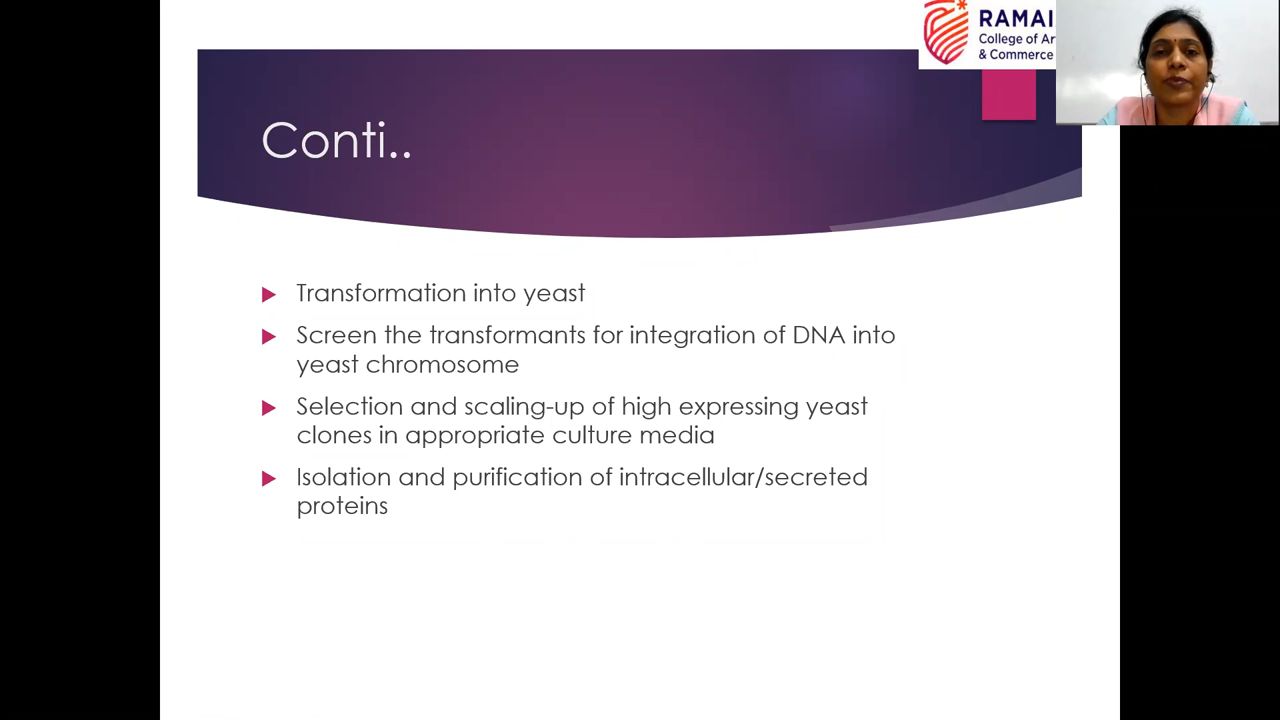 RAMAI
College of Ar
& Commerce
Conti..
Transformation into yeast
Screen the transformants for integration of DNA into
yeast chromosome
Selection and scaling-up of high expressing yeast
clones in appropriate culture media
Isolation and purification of intracellular/secreted
proteins